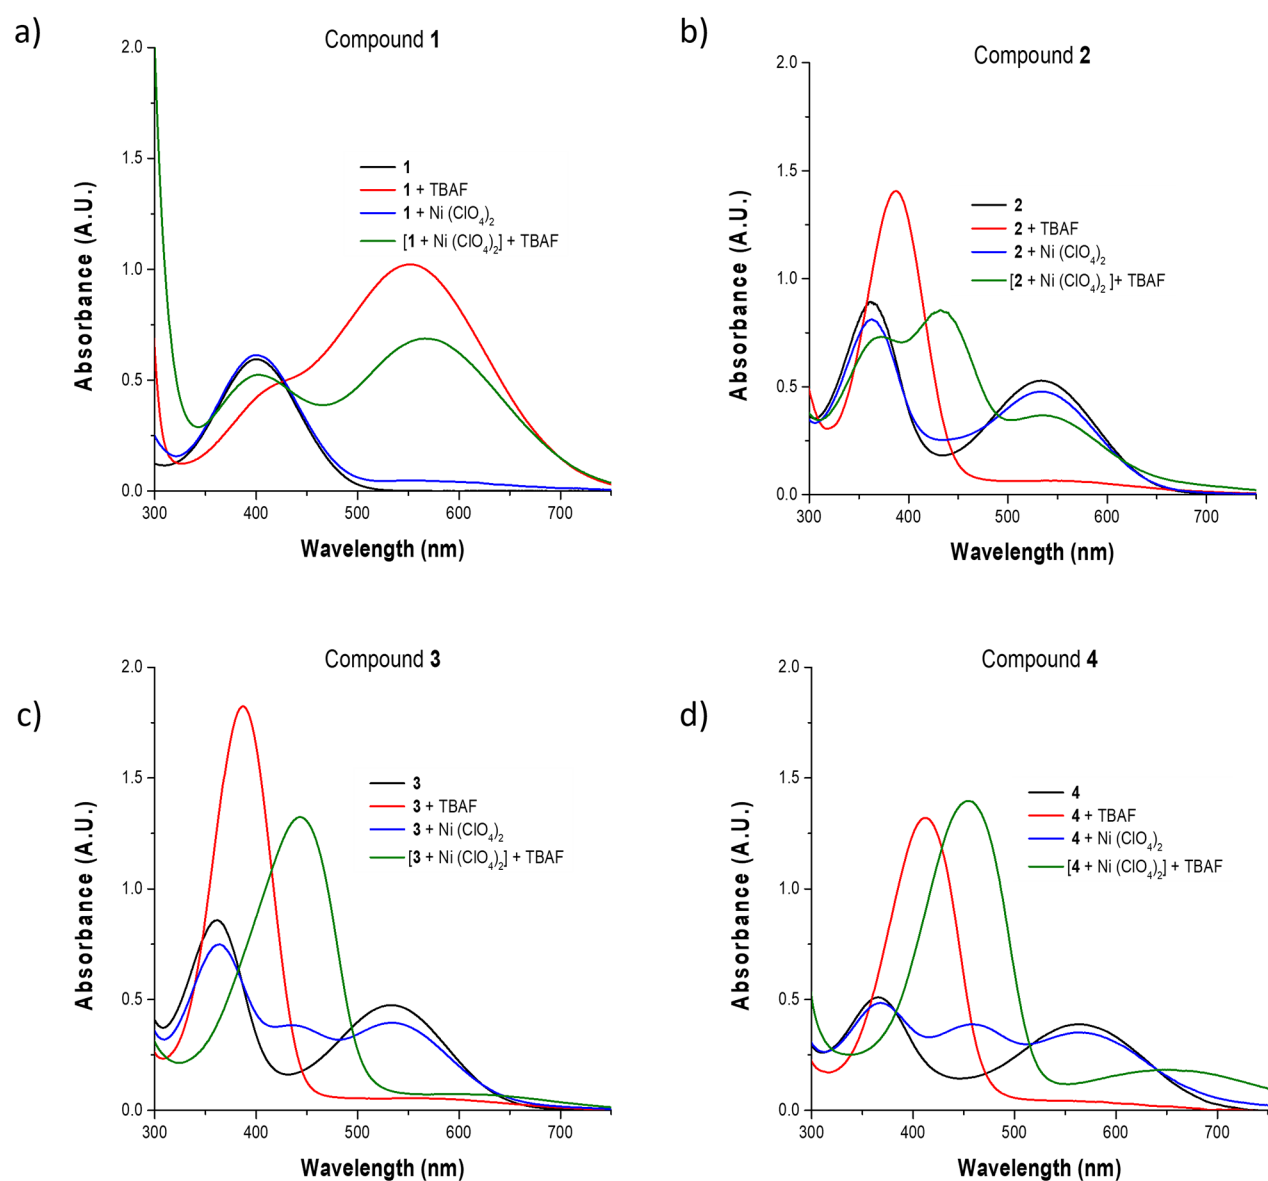 a)
Compound 1
2.0
1.5
1.0
0.5
0.0
Absorbance (A.U.)
1
1 + TBAF
1 + Ni (ClO4)2
[1 + Ni (ClO4)2] + TBAF
300 400 500 600 700
Wavelength (nm)
b)
Compound 2
2.0
1.5
1.0
0.5
0.0
Absorbance (A.U.)
2
2 + TBAF
2 + Ni (ClO4)2
[2 + Ni (ClO4)2 ]+ TBAF
300 400 500 600 700
Wavelength (nm)
c)
Compound 3
2.0
1.5
1.0
0.5
0.0
Absorbance (A.U.)
3
3 + TBAF
3 + Ni (ClO4)2
[3 + Ni (ClO4)2] + TBAF
300 400 500 600 700
Wavelength (nm)
d)
Compound 4
2.0
1.5
1.0
0.5
0.0
Absorbance (A.U.)
4
4 + TBAF
4 + Ni (ClO4)2
[4 + Ni (ClO4)2] + TBAF
300 400 500 600 700
Wavelength (nm)